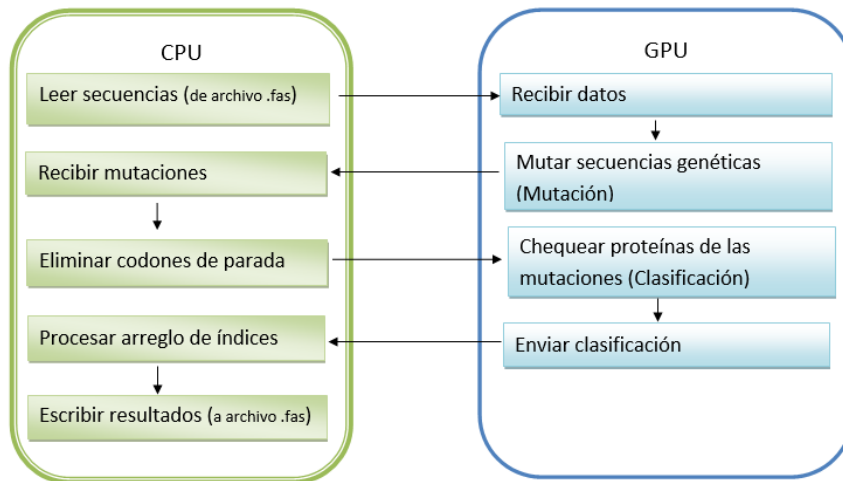 CPU
Leer secuencias (de archivo .fas)
Recibir mutaciones
Eliminar codones de parada
Procesar arreglo de índices
Escribir resultados (a archivo .fas)
GPU
Recibir datos
Mutar secuencias genéticas
(Mutación)
Chequear proteínas de las
mutaciones (Clasificación)
Enviar clasificación